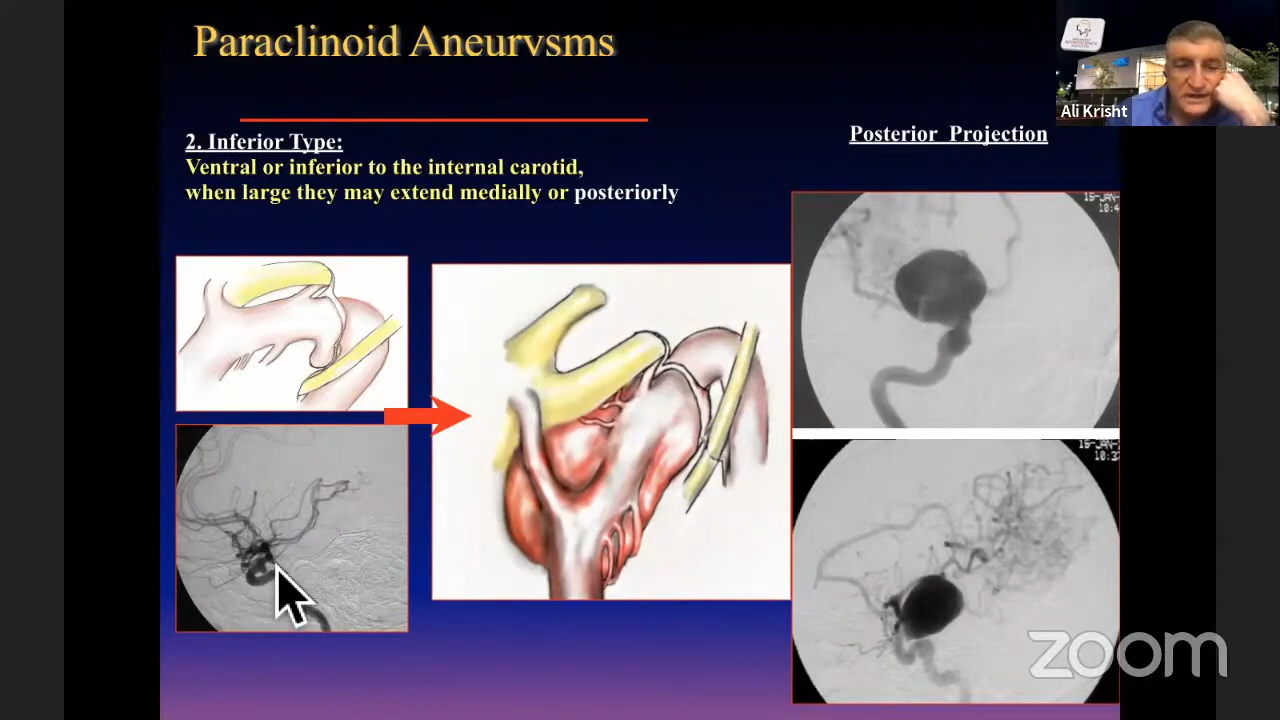 Paraclinoid Aneurysms
Ali Krisht
2. Inferior Type:
Ventral or inferior to the internal carotid,
when large they may extend medially or posteriorly
Posterior Projection
zoom